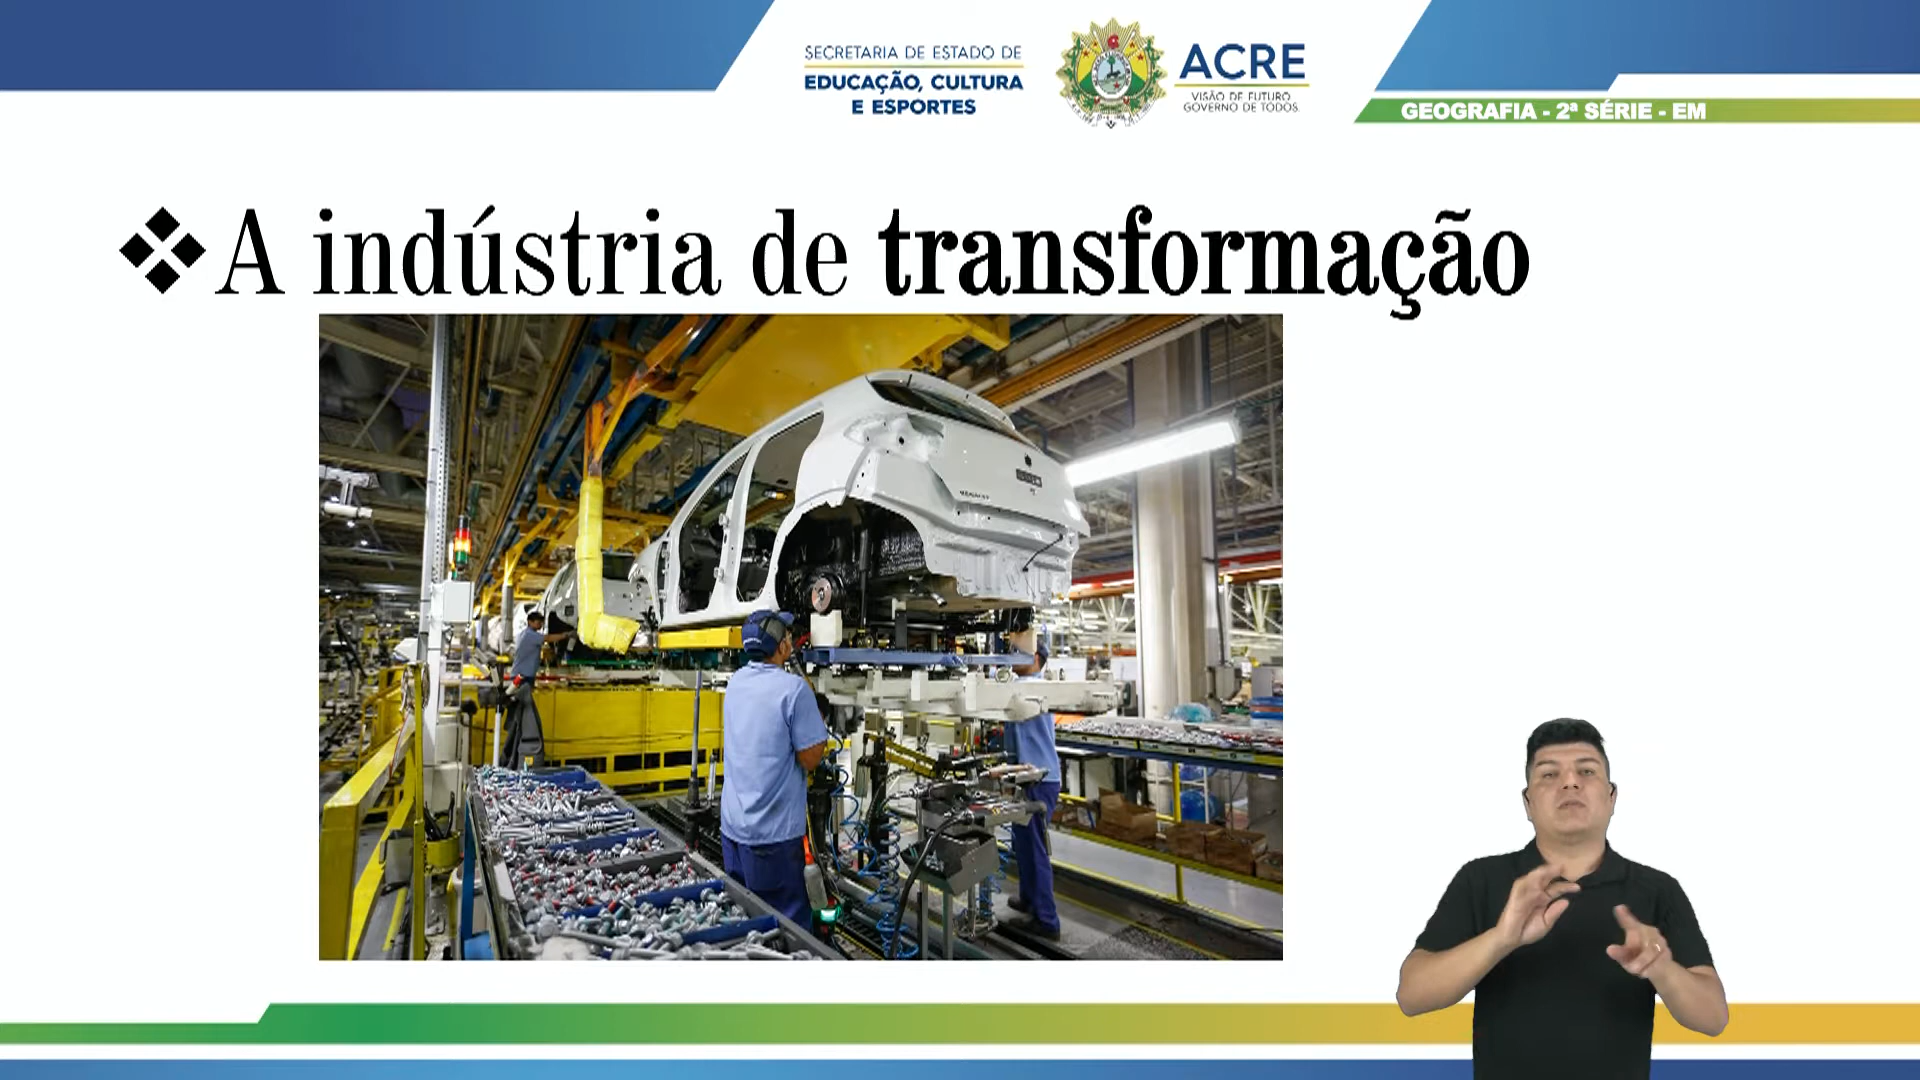 SECRETARIA DE ESTADO DE
EDUCAÇÃO, CULTURA
E ESPORTES
ACRE
VISÃO DE FUTURO
GOVERNO DE TODOS
GEOGRAFIA - 2ª SÉRIE - EM
A indústria de transformação